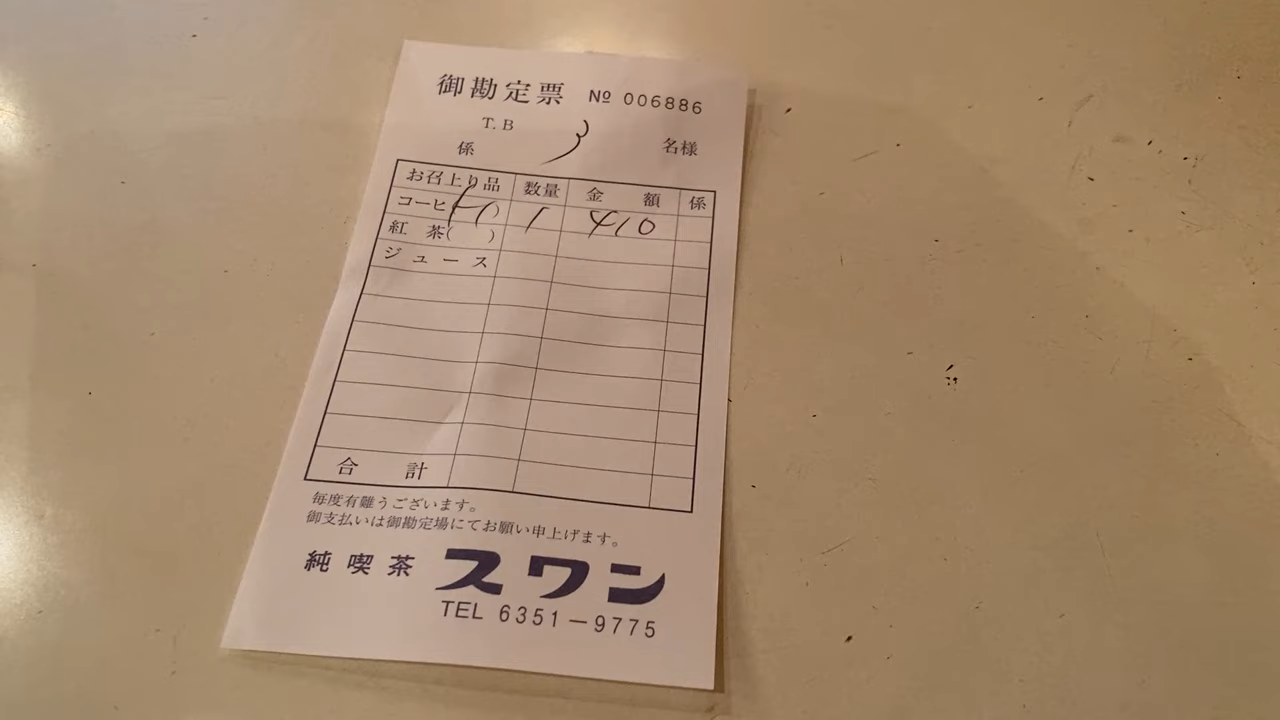 御勘定票 № 006886
T. B 3
係 名様
お召上り品 数量 金 額 係
コーヒ ( ) 1 410
紅 茶( )
ジュース
合 計
毎度有難うございます。
御支払いは御勘定場にてお願い申上げます。
純喫茶 スワン
TEL 6351-9775